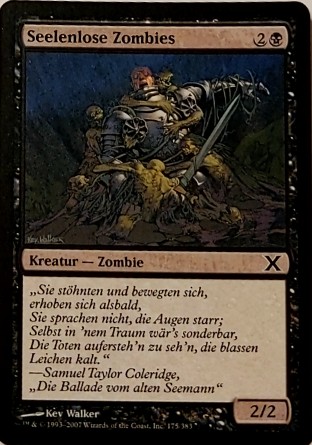 Seelenlose Zombies 2
Kreatur — Zombie X
„Sie stöhnten und bewegten sich,
erhoben sich alsbald,
Sie sprachen nicht, die Augen starr;
Selbst in 'nem Traum wär's sonderbar,
Die Toten aufersteh'n zu seh'n, die blassen
Leichen kalt.“
—Samuel Taylor Coleridge,
„Die Ballade vom alten Seemann“
Kev Walker
™ & © 1993–2007 Wizards of the Coast, Inc. 175/383
2/2